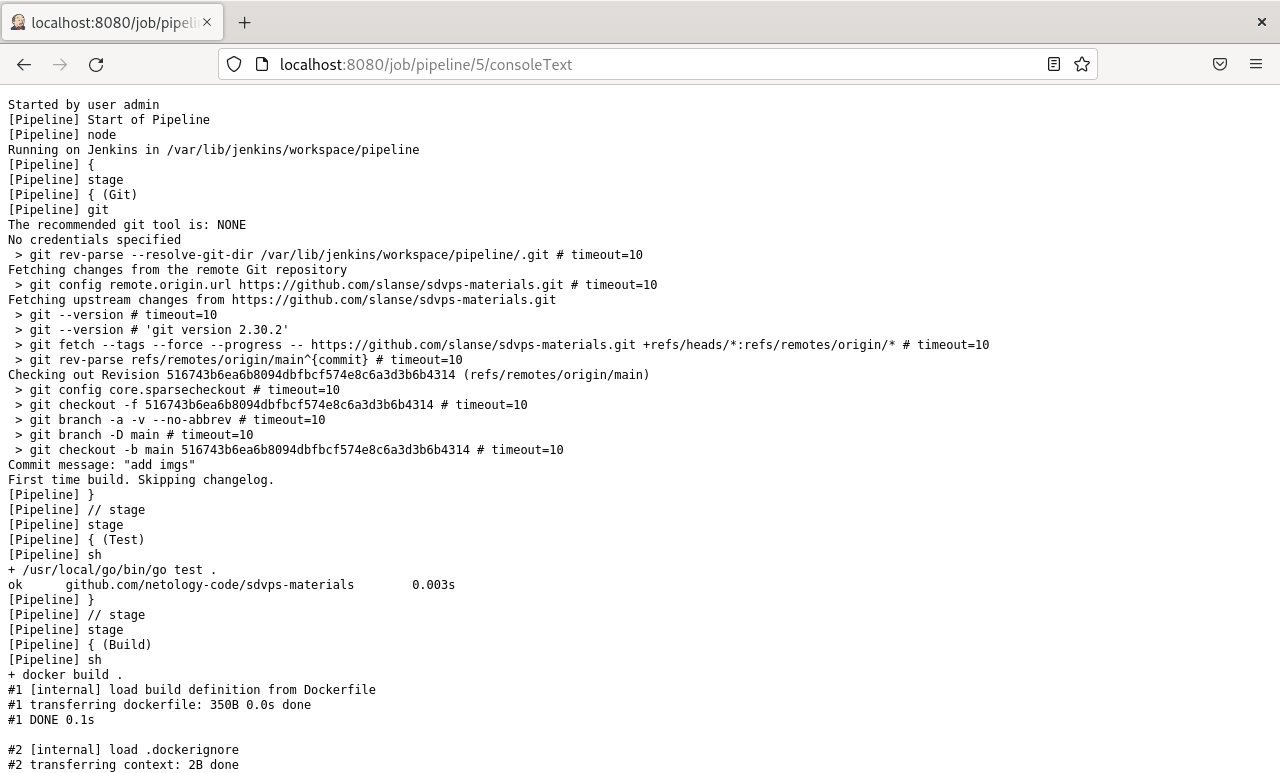 localhost:8080/job/pipelin
localhost:8080/job/pipeline/5/consoleText
Started by user admin
[Pipeline] Start of Pipeline
[Pipeline] node
Running on Jenkins in /var/lib/jenkins/workspace/pipeline
[Pipeline] {
[Pipeline] stage
[Pipeline] { (Git)
[Pipeline] git
The recommended git tool is: NONE
No credentials specified
 > git rev-parse --resolve-git-dir /var/lib/jenkins/workspace/pipeline/.git # timeout=10
Fetching changes from the remote Git repository
 > git config remote.origin.url https://github.com/slanse/sdvps-materials.git # timeout=10
Fetching upstream changes from https://github.com/slanse/sdvps-materials.git
 > git --version # timeout=10
 > git --version # 'git version 2.30.2'
 > git fetch --tags --force --progress -- https://github.com/slanse/sdvps-materials.git +refs/heads/*:refs/remotes/origin/* # timeout=10
 > git rev-parse refs/remotes/origin/main^{commit} # timeout=10
Checking out Revision 516743b6ea6b8094dbfbcf574e8c6a3d3b6b4314 (refs/remotes/origin/main)
 > git config core.sparsecheckout # timeout=10
 > git checkout -f 516743b6ea6b8094dbfbcf574e8c6a3d3b6b4314 # timeout=10
 > git branch -a -v --no-abbrev # timeout=10
 > git branch -D main # timeout=10
 > git checkout -b main 516743b6ea6b8094dbfbcf574e8c6a3d3b6b4314 # timeout=10
Commit message: "add imgs"
First time build. Skipping changelog.
[Pipeline] }
[Pipeline] // stage
[Pipeline] stage
[Pipeline] { (Test)
[Pipeline] sh
+ /usr/local/go/bin/go test .
ok      github.com/netology-code/sdvps-materials        0.003s
[Pipeline] }
[Pipeline] // stage
[Pipeline] stage
[Pipeline] { (Build)
[Pipeline] sh
+ docker build .
#1 [internal] load build definition from Dockerfile
#1 transferring dockerfile: 350B 0.0s done
#1 DONE 0.1s
#2 [internal] load .dockerignore
#2 transferring context: 2B done